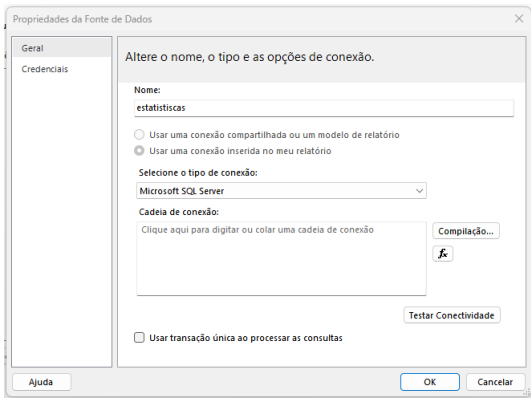 Propriedades da Fonte de Dados
Geral
Credenciais
Altere o nome, o tipo e as opções de conexão.
Nome:
estatistiscas
Usar uma conexão compartilhada ou um modelo de relatório
Usar uma conexão inserida no meu relatório
Selecione o tipo de conexão:
Microsoft SQL Server
Cadeia de conexão:
Clique aqui para digitar ou colar uma cadeia de conexão
Compilação...
fx
Testar Conectividade
Usar transação única ao processar as consultas
Ajuda
OK
Cancelar